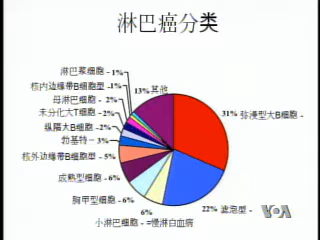 淋巴癌分类
淋巴浆细胞 - 1%
核内边缘带B细胞型 -1%
母淋巴细胞 - 2%
未分化大T细胞 - 2%
纵隔大B细胞 -2%
勃基特 - 3%
核外边缘带B细胞型 - 5%
成熟型细胞 - 6%
胸甲型细胞 - 6%
6%
小淋巴细胞 - =慢淋白血病
22% 滤泡型 -
31% 弥漫型大B细胞 -
13% 其他
VOA